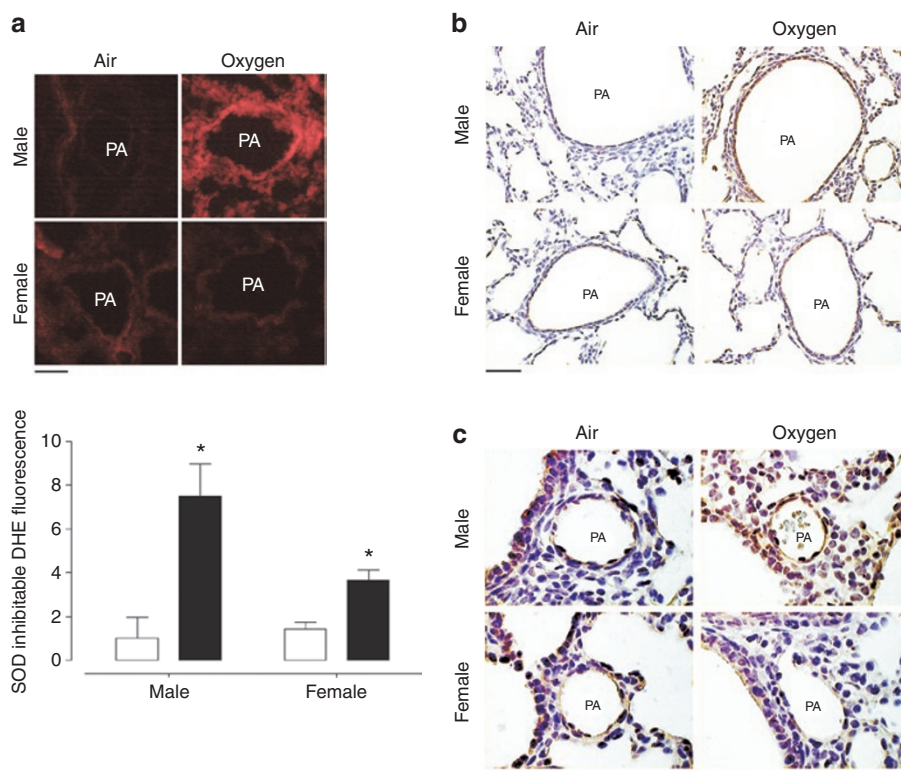 a
Air Oxygen
Male
PA PA
Female
PA PA
10
8
6
4
2
0
SOD inhibitable DHE fluorescence
*
*
Male Female
b
Air Oxygen
Male
PA PA
Female
PA PA
c
Air Oxygen
Male
PA PA
Female
PA PA